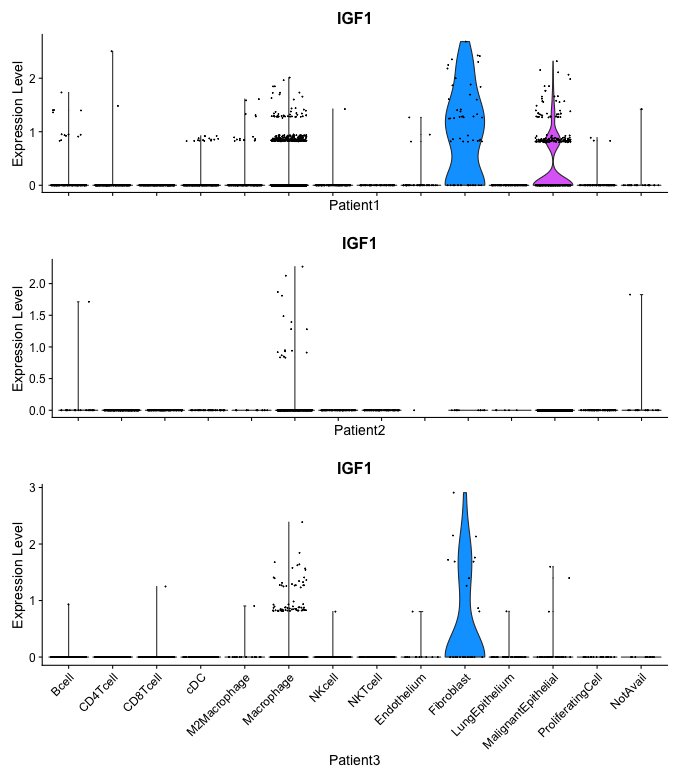 IGF1
Expression Level
2
1
0
Patient1
IGF1
Expression Level
2.0
1.5
1.0
0.5
0.0
Patient2
IGF1
Expression Level
3
2
1
0
Bcell
CD4Tcell
CD8Tcell
cDC
M2Macrophage
Macrophage
NKcell
NKTcell
Endothelium
Fibroblast
LungEpithelium
MalignantEpithelial
ProliferatingCell
NotAvail
Patient3